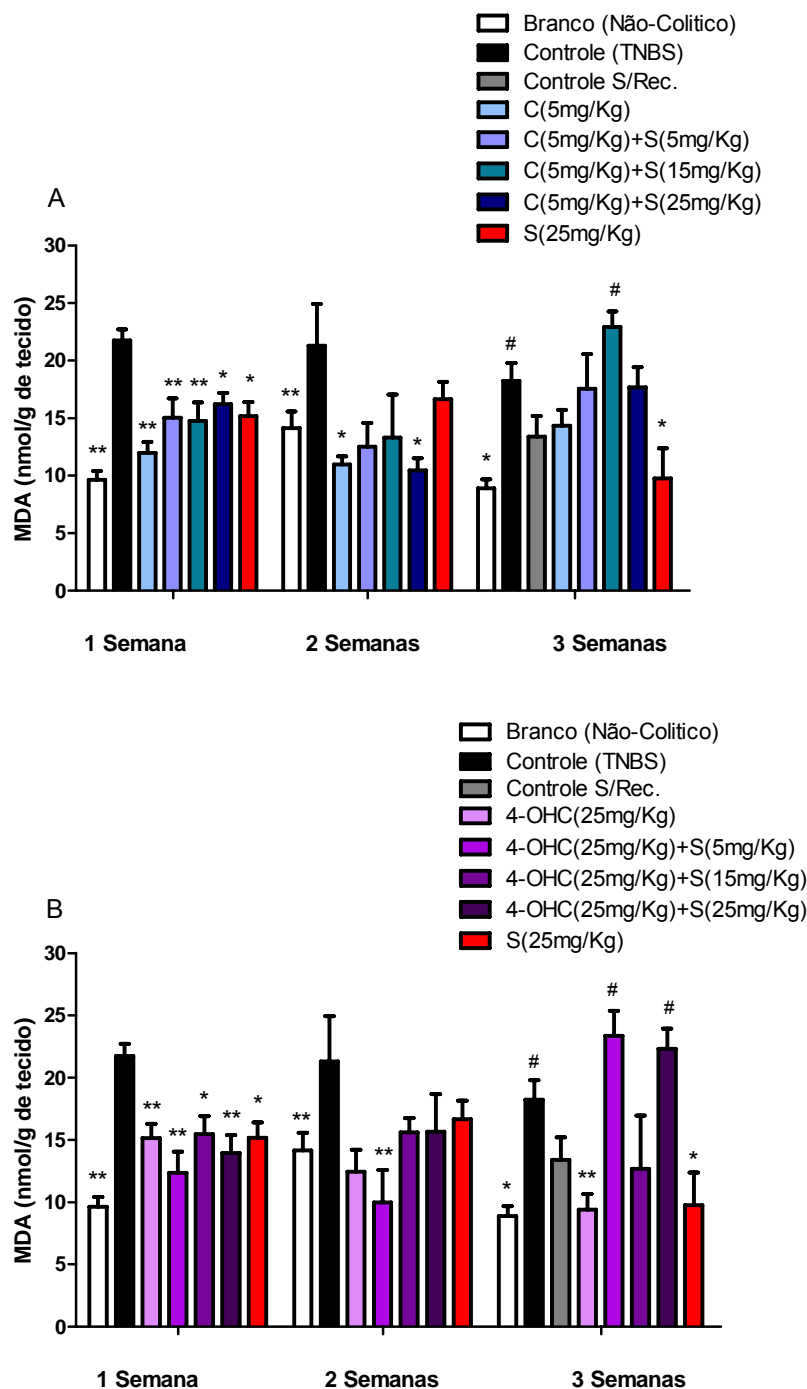 Branco (Não-Colitico)
Controle (TNBS)
Controle S/Rec.
C(5mg/Kg)
C(5mg/Kg)+S(5mg/Kg)
C(5mg/Kg)+S(15mg/Kg)
C(5mg/Kg)+S(25mg/Kg)
S(25mg/Kg)
A
MDA (nmol/g de tecido)
30
25
20
15
10
5
0
** ** ** ** * *
** * *
* # # *
1 Semana 2 Semanas 3 Semanas
Branco (Não-Colitico)
Controle (TNBS)
Controle S/Rec.
4-OHC(25mg/Kg)
4-OHC(25mg/Kg)+S(5mg/Kg)
4-OHC(25mg/Kg)+S(15mg/Kg)
4-OHC(25mg/Kg)+S(25mg/Kg)
S(25mg/Kg)
B
MDA (nmol/g de tecido)
30
25
20
15
10
5
0
** ** ** * ** *
** **
* # ** # # *
1 Semana 2 Semanas 3 Semanas